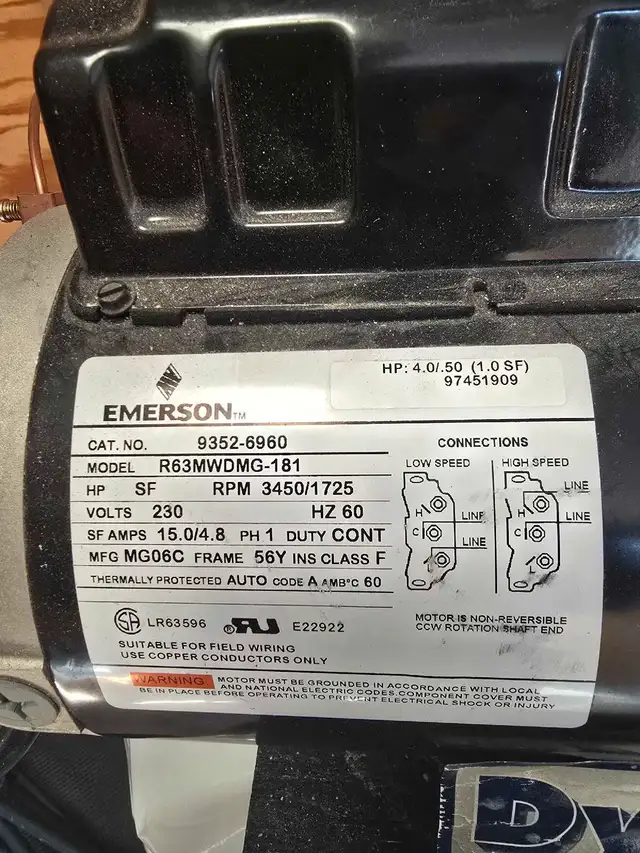 HP: 4.0/.50 (1.0 SF)
97451909
EMERSON™
CAT. NO. 9352-6960
MODEL R63MWDMG-181
HP SF RPM 3450/1725
VOLTS 230 HZ 60
SF AMPS 15.0/4.8 PH 1 DUTY CONT
MFG MG06C FRAME 56Y INS CLASS F
THERMALLY PROTECTED AUTO CODE A AMB°C 60
LR63596 E22922
SUITABLE FOR FIELD WIRING
USE COPPER CONDUCTORS ONLY
CONNECTIONS
LOW SPEED
H
C
L
LINE
LINE
HIGH SPEED
H
C
L
LINE
LINE
MOTOR IS NON-REVERSIBLE
CCW ROTATION SHAFT END
WARNING MOTOR MUST BE GROUNDED IN ACCORDANCE WITH LOCAL
AND NATIONAL ELECTRIC CODES.COMPONENT COVER MUST
BE IN PLACE BEFORE OPERATING TO PREVENT ELECTRICAL SHOCK OR INJURY